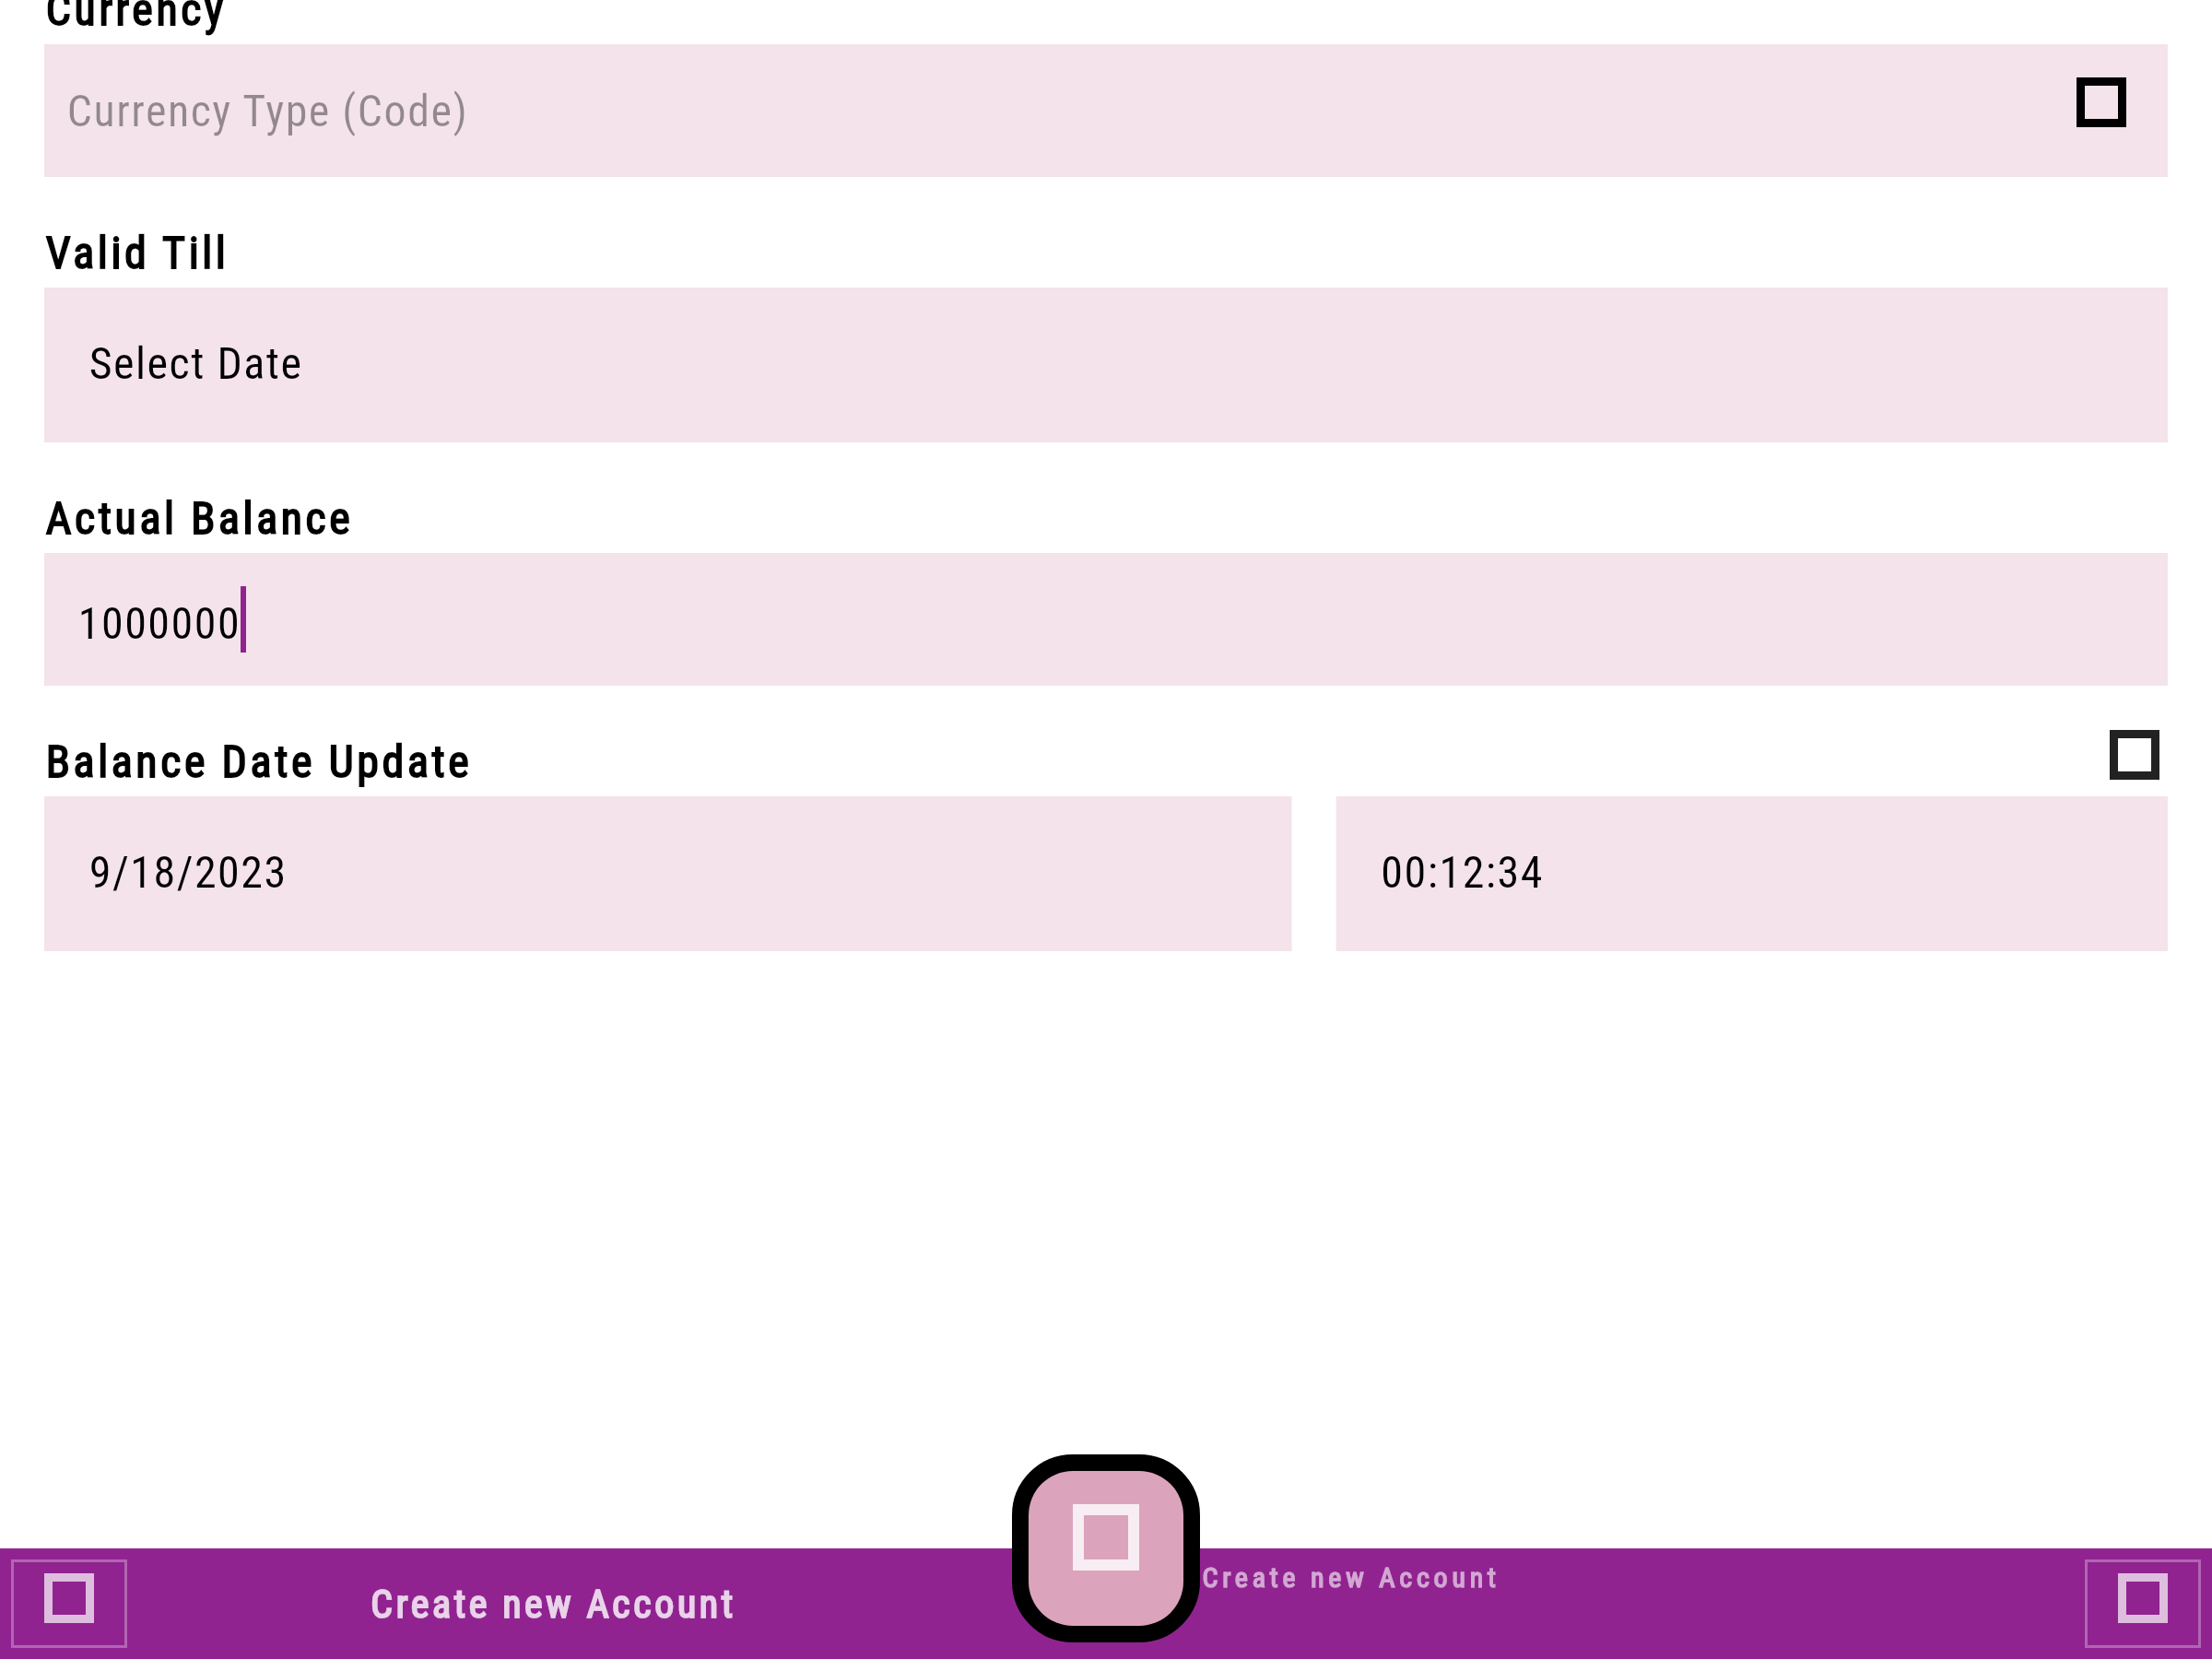 Currency
Currency Type (Code)
Valid Till
Select Date
Actual Balance
1000000
Balance Date Update
9/18/2023
00:12:34
Create new Account
Create new Account